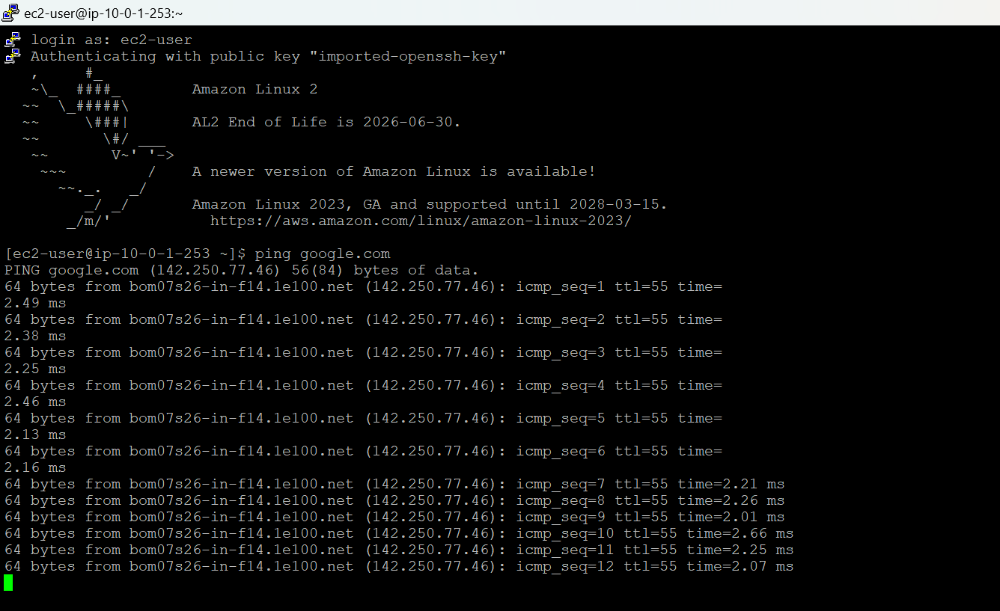 ec2-user@ip-10-0-1-253:~
login as: ec2-user
Authenticating with public key "imported-openssh-key"
   ,     #_
   ~\_  ####_        Amazon Linux 2
  ~~  \_#####\
  ~~     \###|       AL2 End of Life is 2026-06-30.
  ~~       \#/ ___
   ~~       V~' '->
    ~~~         /    A newer version of Amazon Linux is available!
      ~~._.   _/
         _/ _/       Amazon Linux 2023, GA and supported until 2028-03-15.
       _/m/'           https://aws.amazon.com/linux/amazon-linux-2023/
[ec2-user@ip-10-0-1-253 ~]$ ping google.com
PING google.com (142.250.77.46) 56(84) bytes of data.
64 bytes from bom07s26-in-f14.1e100.net (142.250.77.46): icmp_seq=1 ttl=55 time=
2.49 ms
64 bytes from bom07s26-in-f14.1e100.net (142.250.77.46): icmp_seq=2 ttl=55 time=
2.38 ms
64 bytes from bom07s26-in-f14.1e100.net (142.250.77.46): icmp_seq=3 ttl=55 time=
2.25 ms
64 bytes from bom07s26-in-f14.1e100.net (142.250.77.46): icmp_seq=4 ttl=55 time=
2.46 ms
64 bytes from bom07s26-in-f14.1e100.net (142.250.77.46): icmp_seq=5 ttl=55 time=
2.13 ms
64 bytes from bom07s26-in-f14.1e100.net (142.250.77.46): icmp_seq=6 ttl=55 time=
2.16 ms
64 bytes from bom07s26-in-f14.1e100.net (142.250.77.46): icmp_seq=7 ttl=55 time=2.21 ms
64 bytes from bom07s26-in-f14.1e100.net (142.250.77.46): icmp_seq=8 ttl=55 time=2.26 ms
64 bytes from bom07s26-in-f14.1e100.net (142.250.77.46): icmp_seq=9 ttl=55 time=2.01 ms
64 bytes from bom07s26-in-f14.1e100.net (142.250.77.46): icmp_seq=10 ttl=55 time=2.66 ms
64 bytes from bom07s26-in-f14.1e100.net (142.250.77.46): icmp_seq=11 ttl=55 time=2.25 ms
64 bytes from bom07s26-in-f14.1e100.net (142.250.77.46): icmp_seq=12 ttl=55 time=2.07 ms